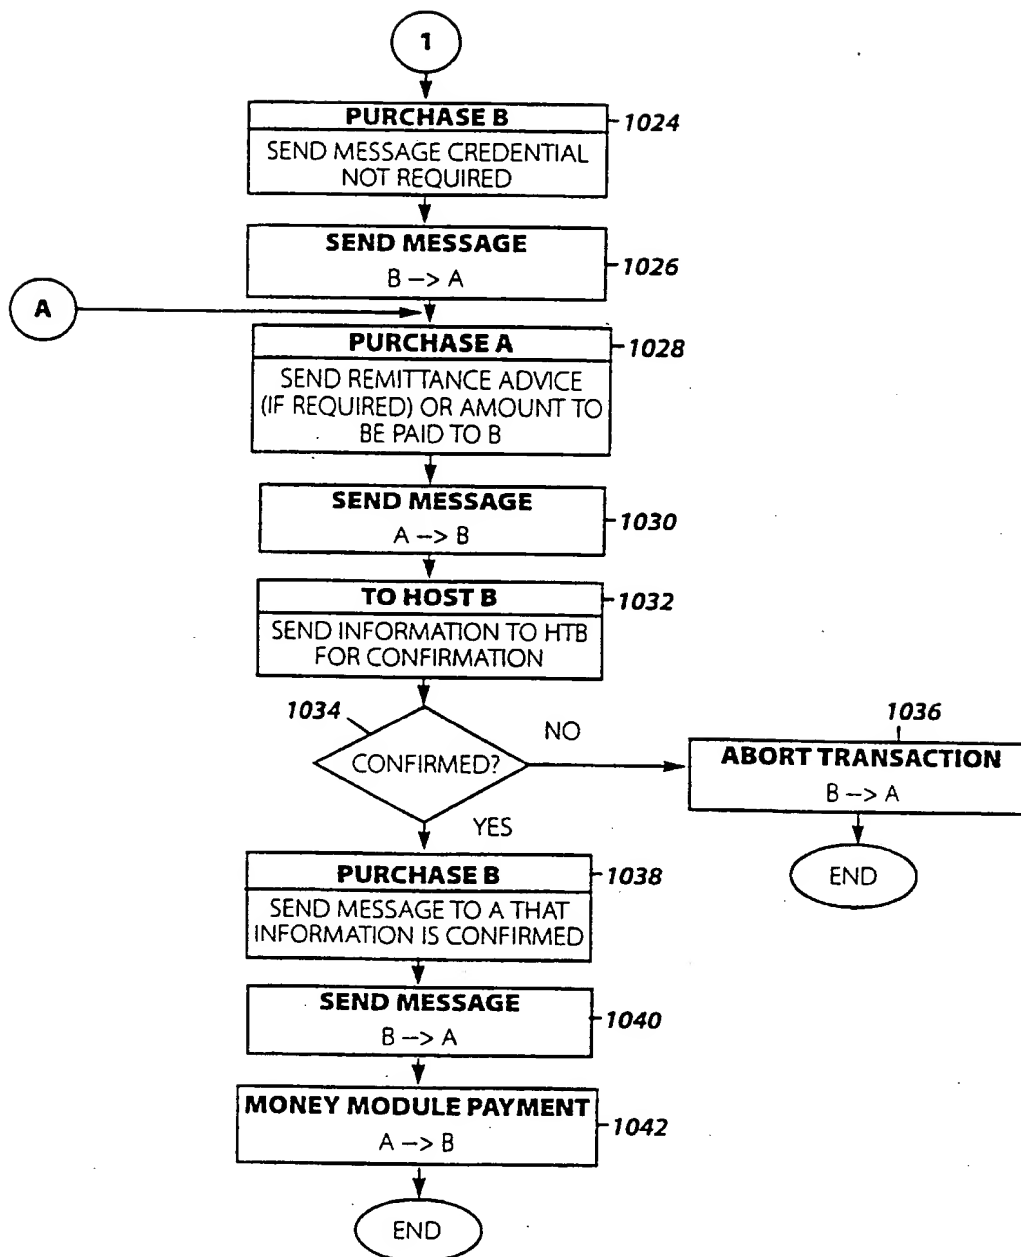 1
PURCHASE B
1024
SEND MESSAGE CREDENTIAL
NOT REQUIRED
SEND MESSAGE
B —> A
1026
A
PURCHASE A
1028
SEND REMITTANCE ADVICE
(IF REQUIRED) OR AMOUNT TO
BE PAID TO B
SEND MESSAGE
A —> B
1030
TO HOST B
1032
SEND INFORMATION TO HTB
FOR CONFIRMATION
1034
CONFIRMED?
NO
1036
ABORT TRANSACTION
B —> A
END
YES
PURCHASE B
1038
SEND MESSAGE TO A THAT
INFORMATION IS CONFIRMED
SEND MESSAGE
B —> A
1040
MONEY MODULE PAYMENT
A —> B
1042
END